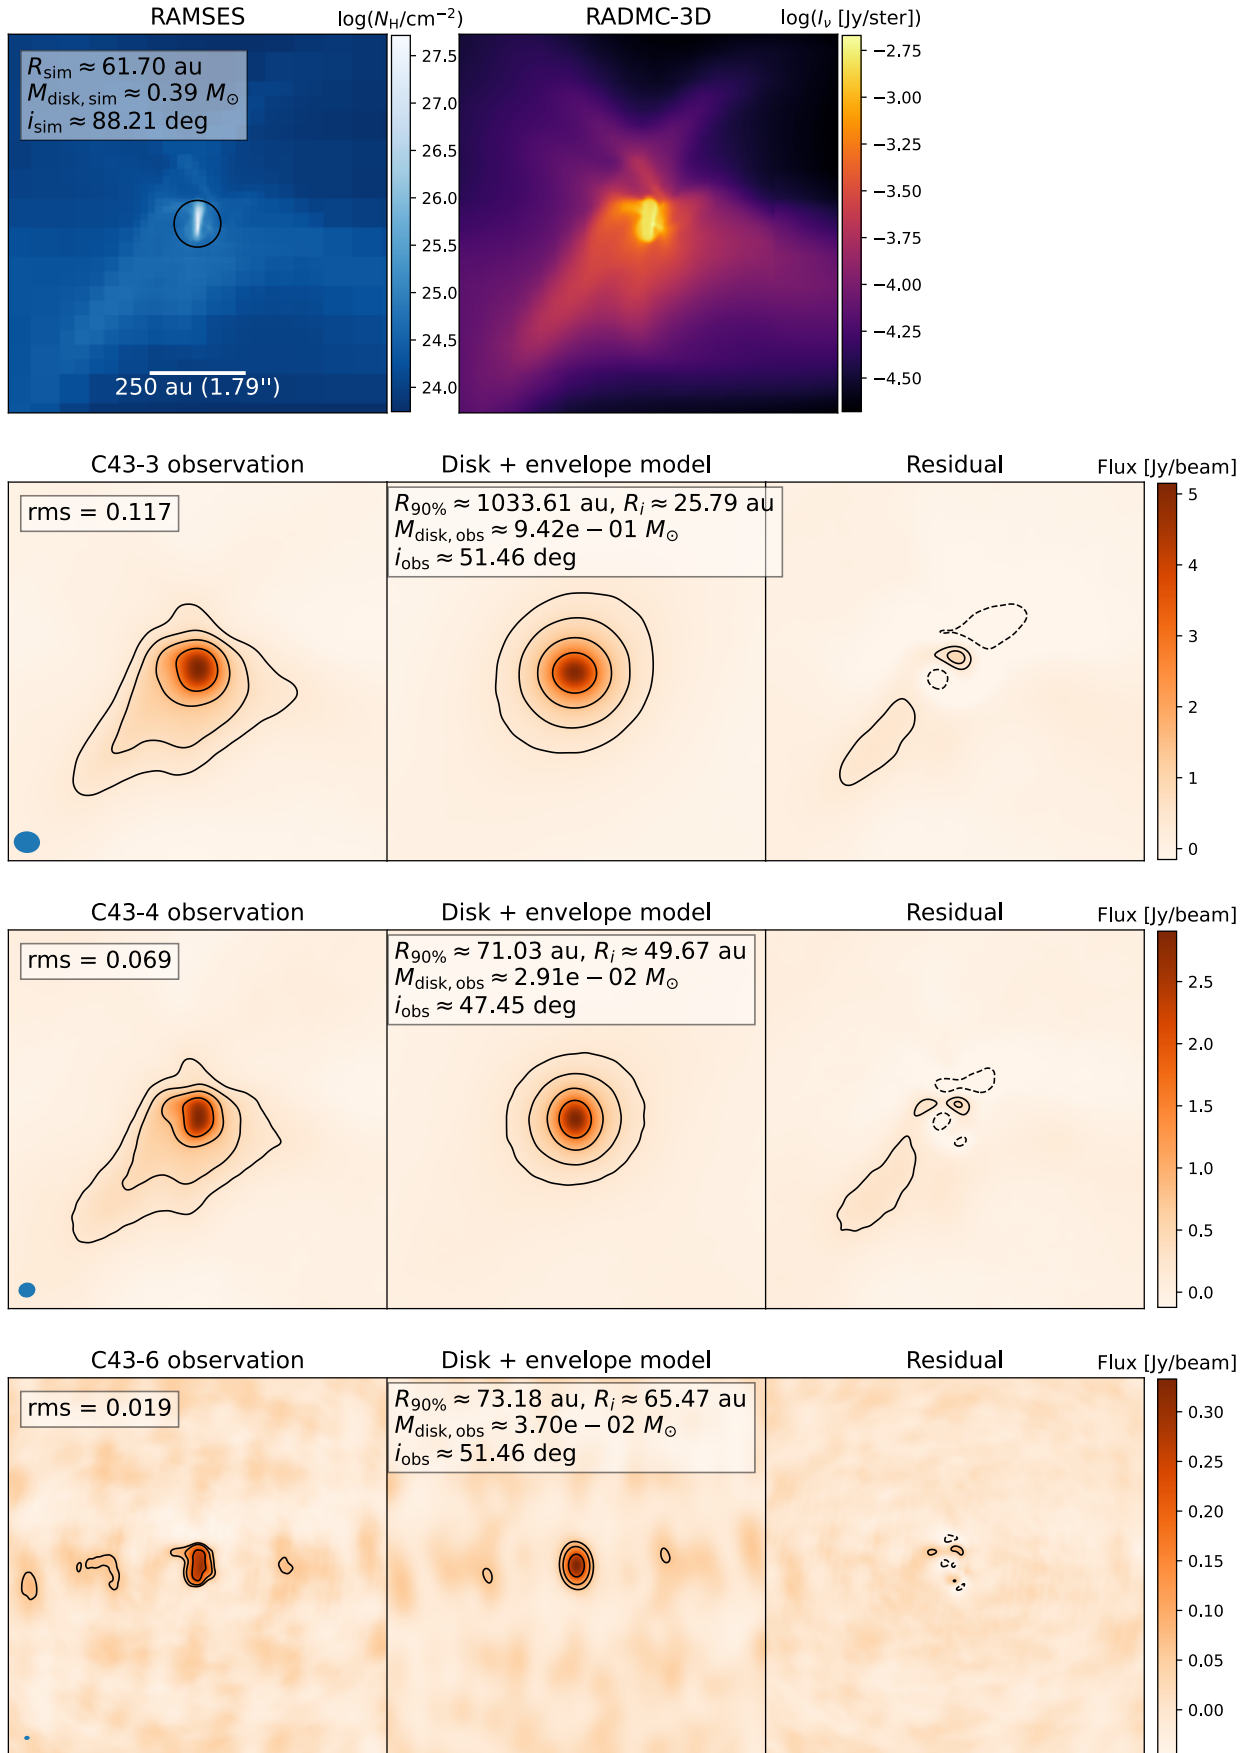 RAMSES
log(N_H/cm⁻²)
RADMC-3D
log(I_ν [Jy/ster])
R_sim ≈ 61.70 au
M_disk, sim ≈ 0.39 M_⊙
i_sim ≈ 88.21 deg
250 au (1.79'')
27.5
27.0
26.5
26.0
25.5
25.0
24.5
24.0
−2.75
−3.00
−3.25
−3.50
−3.75
−4.00
−4.25
−4.50
C43-3 observation
Disk + envelope model
Residual
Flux [Jy/beam]
rms = 0.117
R_90% ≈ 1033.61 au, R_i ≈ 25.79 au
M_disk, obs ≈ 9.42e − 01 M_⊙
i_obs ≈ 51.46 deg
5
4
3
2
1
0
C43-4 observation
Disk + envelope model
Residual
Flux [Jy/beam]
rms = 0.069
R_90% ≈ 71.03 au, R_i ≈ 49.67 au
M_disk, obs ≈ 2.91e − 02 M_⊙
i_obs ≈ 47.45 deg
2.5
2.0
1.5
1.0
0.5
0.0
C43-6 observation
Disk + envelope model
Residual
Flux [Jy/beam]
rms = 0.019
R_90% ≈ 73.18 au, R_i ≈ 65.47 au
M_disk, obs ≈ 3.70e − 02 M_⊙
i_obs ≈ 51.46 deg
0.30
0.25
0.20
0.15
0.10
0.05
0.00